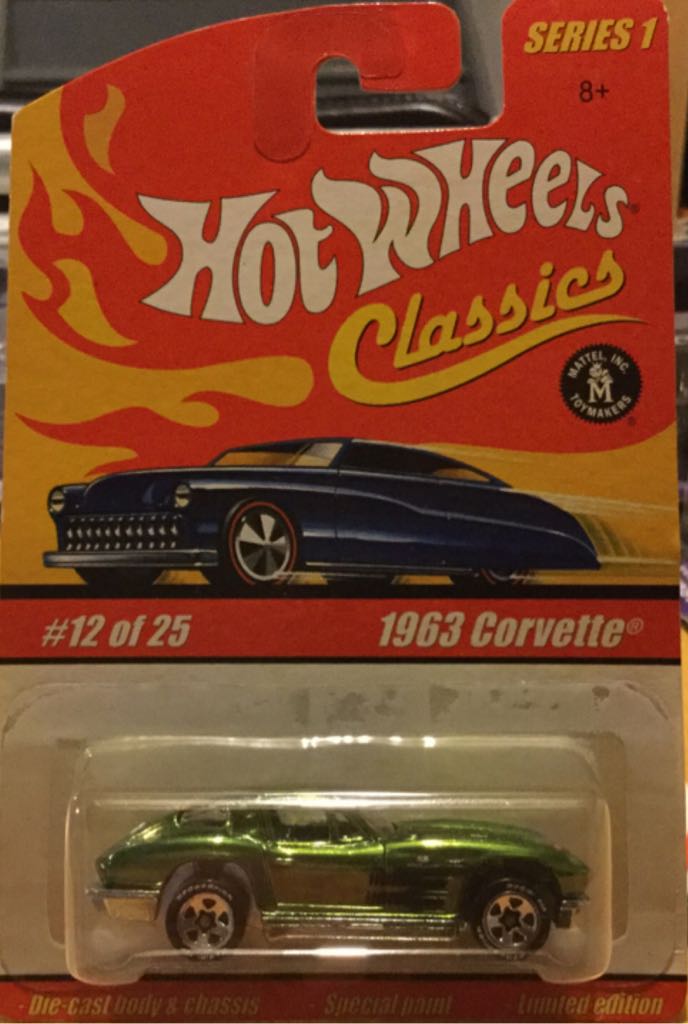 SERIES 1
8+
Hot Wheels®
Classics
MATTEL, INC.
M
TOYMAKERS
®
#12 of 25 1963 Corvette®
· Die-cast body & chassis · Special paint · Limited edition